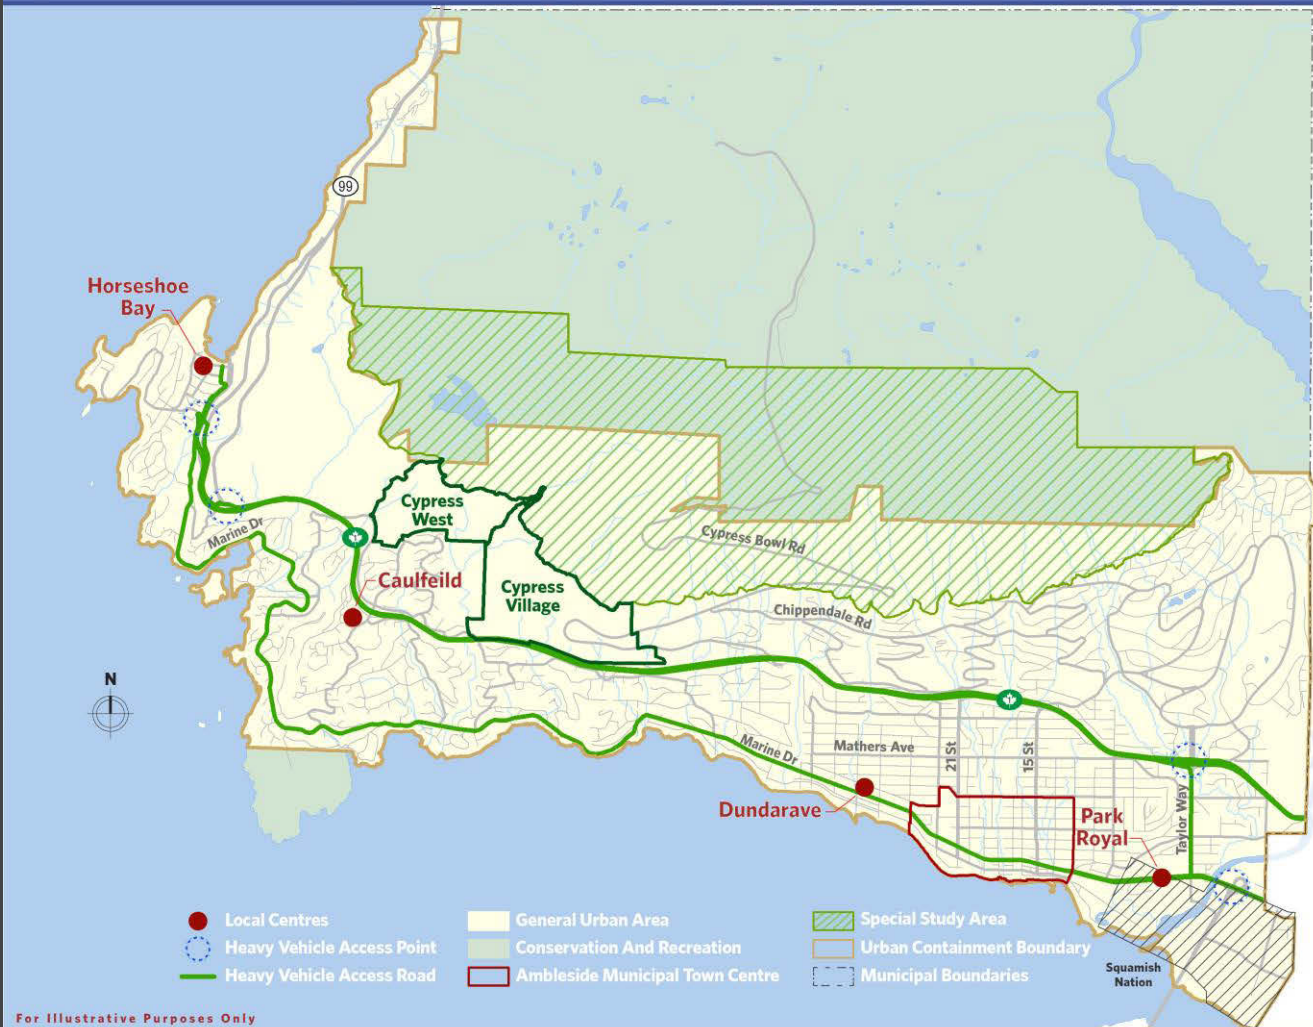 99
Horseshoe
Bay
Marine Dr
Cypress
West
Cypress Bowl Rd
Caulfeild
Cypress
Village
Chippendale Rd
N
1
1
Marine Dr
Mathers Ave
21 St
15 St
Dundarave
Park
Royal
Taylor Way
Squamish
Nation
Local Centres
Heavy Vehicle Access Point
Heavy Vehicle Access Road
General Urban Area
Conservation And Recreation
Ambleside Municipal Town Centre
Special Study Area
Urban Containment Boundary
Municipal Boundaries
For Illustrative Purposes Only